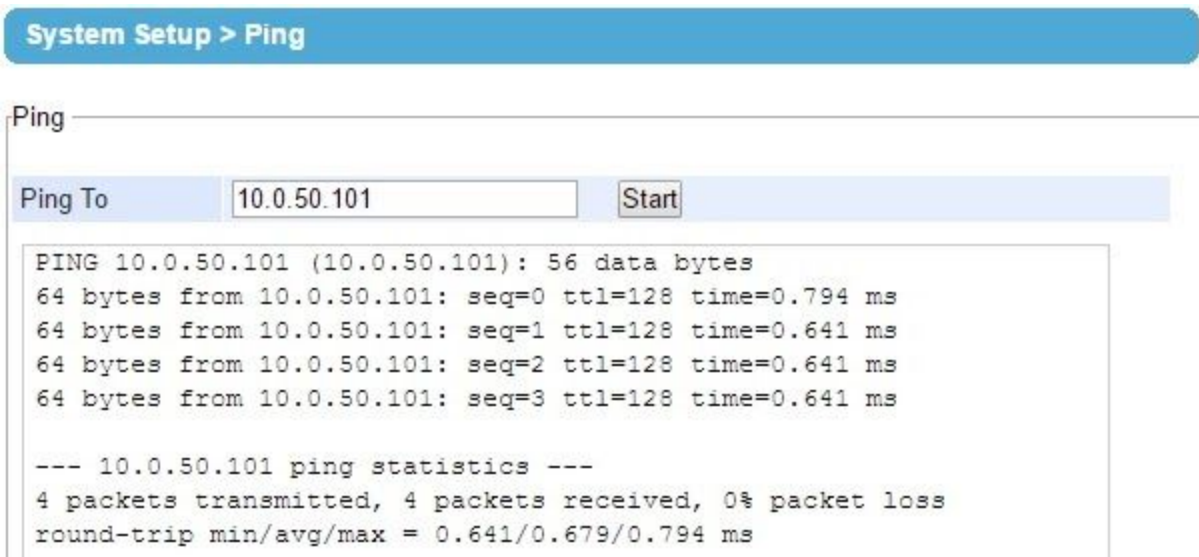 System Setup > Ping
Ping
Ping To 10.0.50.101 Start
PING 10.0.50.101 (10.0.50.101): 56 data bytes
64 bytes from 10.0.50.101: seq=0 ttl=128 time=0.794 ms
64 bytes from 10.0.50.101: seq=1 ttl=128 time=0.641 ms
64 bytes from 10.0.50.101: seq=2 ttl=128 time=0.641 ms
64 bytes from 10.0.50.101: seq=3 ttl=128 time=0.641 ms
--- 10.0.50.101 ping statistics ---
4 packets transmitted, 4 packets received, 0% packet loss
round-trip min/avg/max = 0.641/0.679/0.794 ms